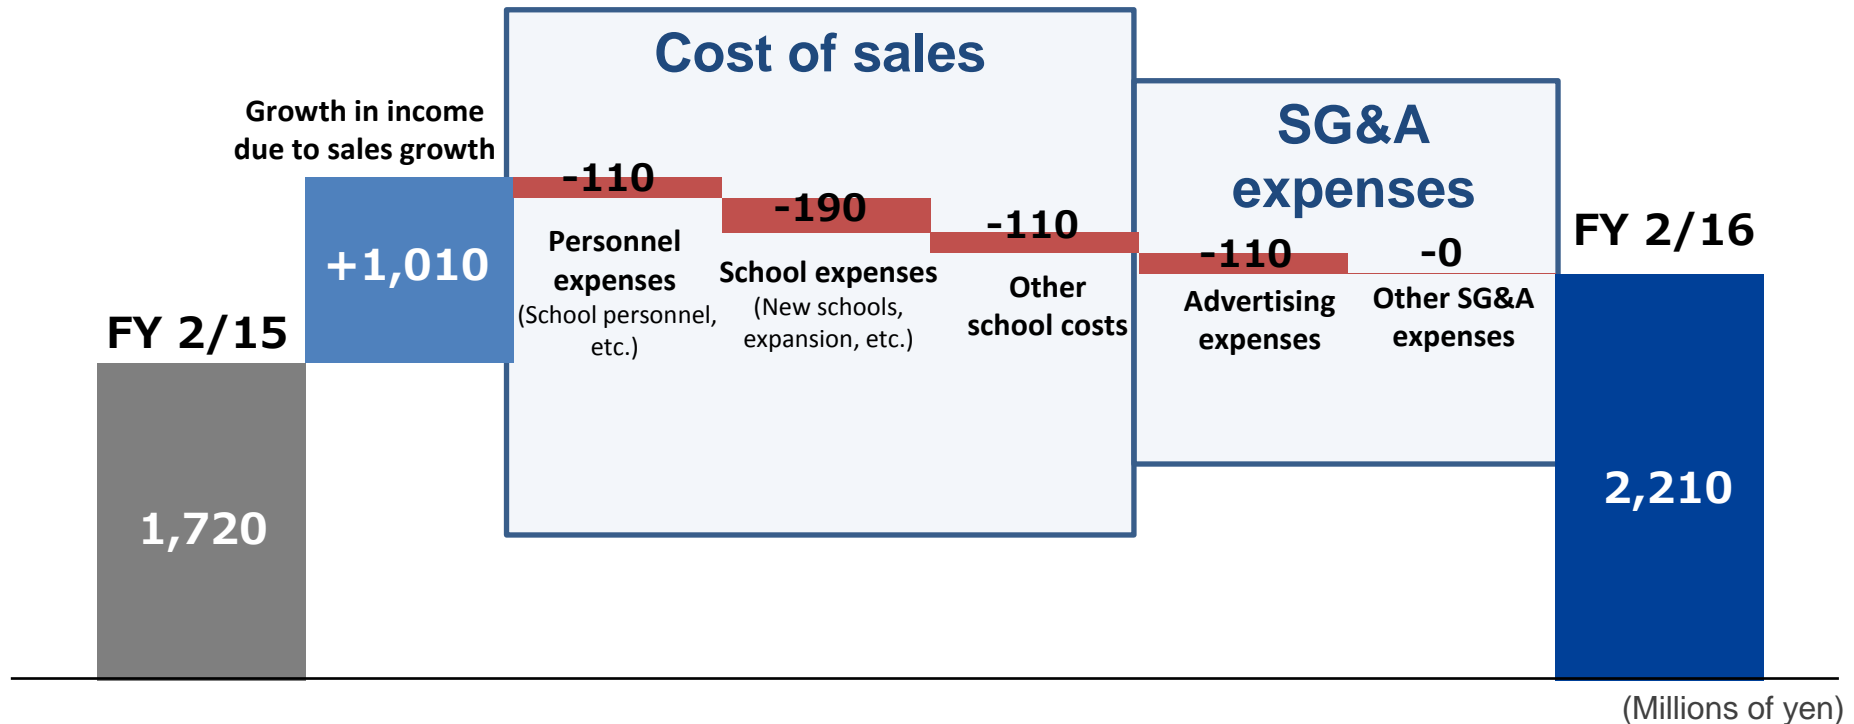 Cost of sales
SG&A
expenses
Growth in income
due to sales growth
FY 2/15
1,720
+1,010
-110
Personnel
expenses
(School personnel,
etc.)
-190
School expenses
(New schools,
expansion, etc.)
-110
Other
school costs
-110
Advertising
expenses
-0
Other SG&A
expenses
FY 2/16
2,210
(Millions of yen)